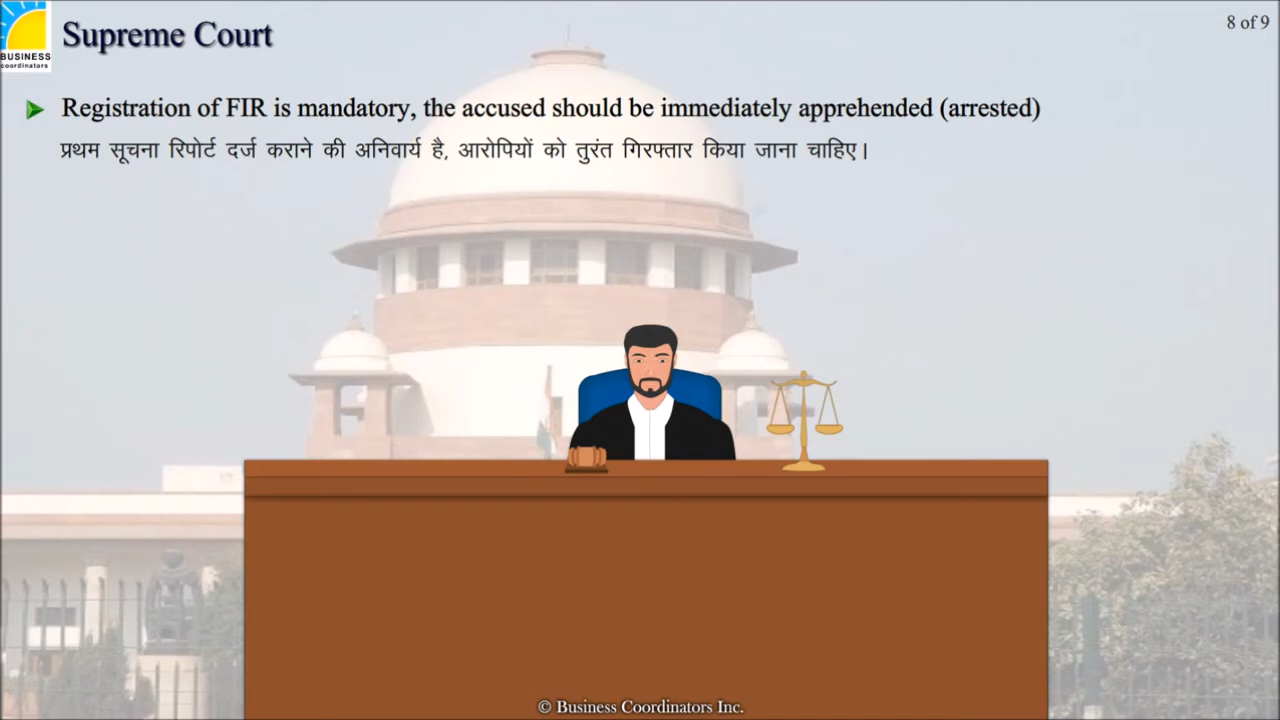 BUSINESS
coordinators
Supreme Court
8 of 9
Registration of FIR is mandatory, the accused should be immediately apprehended (arrested)
प्रथम सूचना रिपोर्ट दर्ज कराने की अनिवार्य है, आरोपियों को तुरंत गिरफ्तार किया जाना चाहिए।
© Business Coordinators Inc.